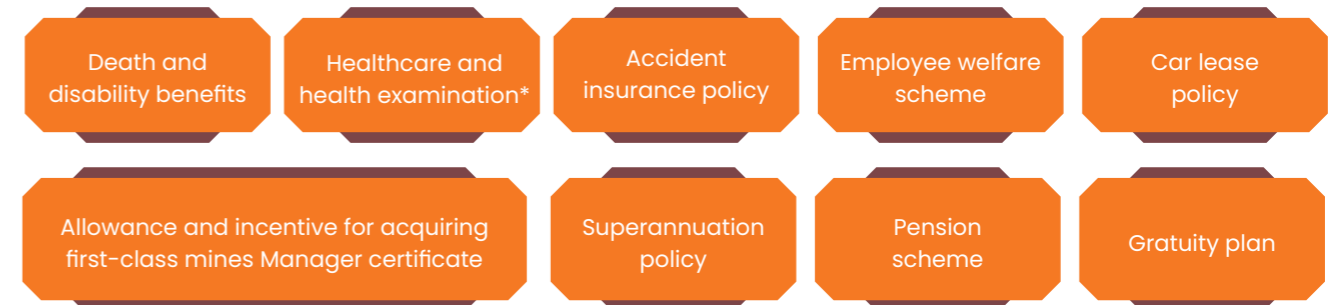 Death and
disability benefits
Healthcare and
health examination*
Accident
insurance policy
Employee welfare
scheme
Car lease
policy
Allowance and incentive for acquiring
first-class mines Manager certificate
Superannuation
policy
Pension
scheme
Gratuity plan